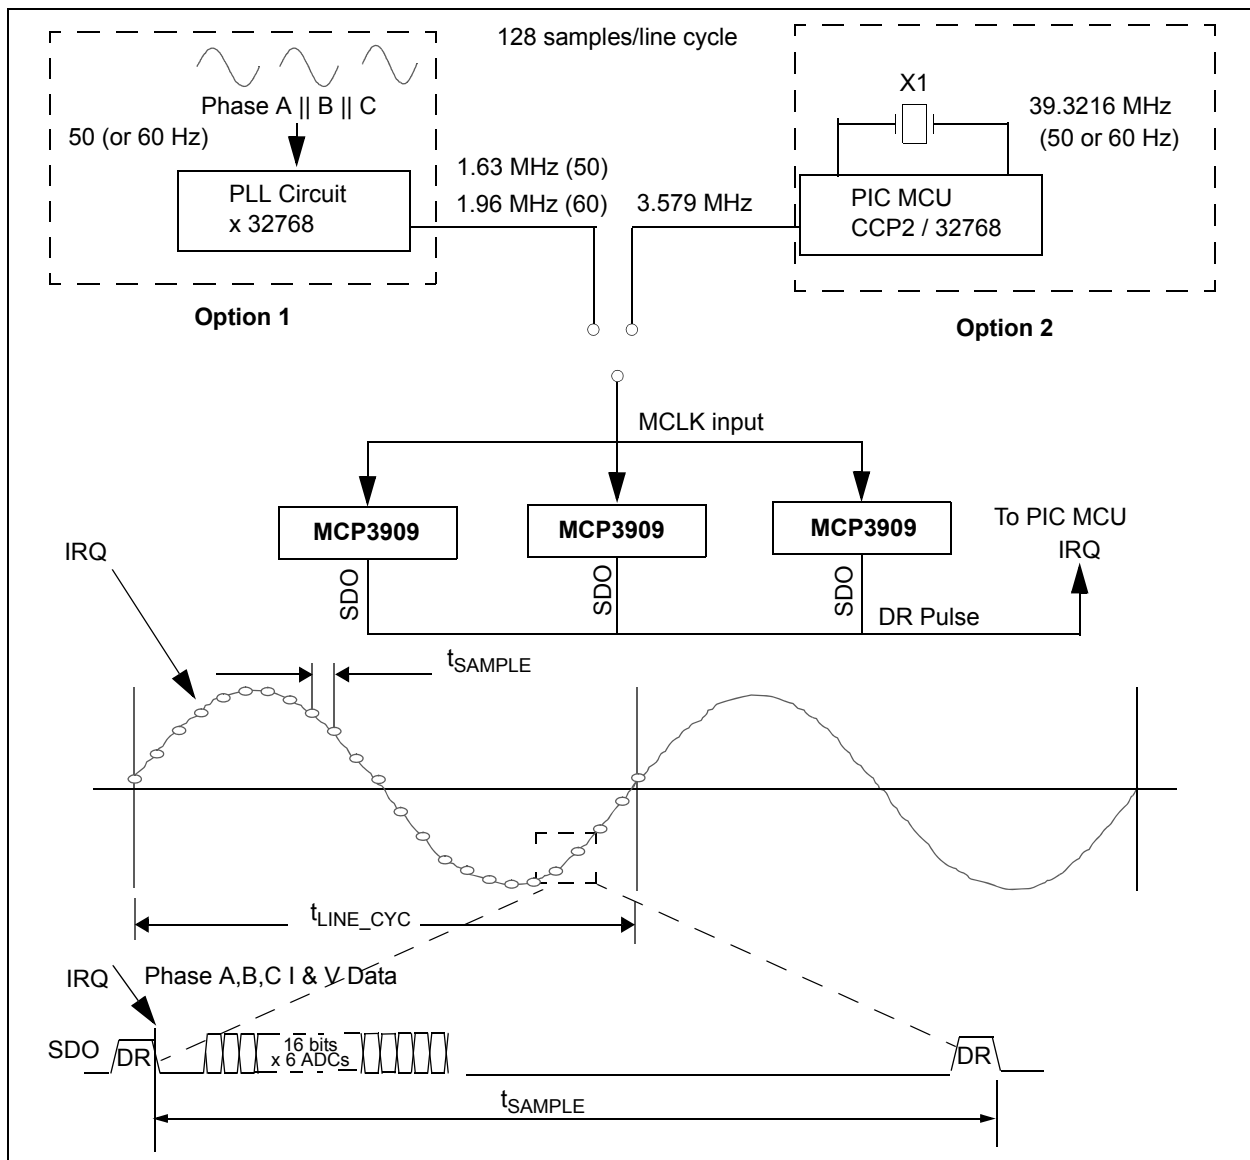 128 samples/line cycle
Phase A || B || C
50 (or 60 Hz)
PLL Circuit
x 32768
Option 1
1.63 MHz (50)
1.96 MHz (60)
3.579 MHz
X1
39.3216 MHz
(50 or 60 Hz)
PIC MCU
CCP2 / 32768
Option 2
MCLK input
MCP3909
MCP3909
MCP3909
SDO
SDO
SDO
To PIC MCU
IRQ
DR Pulse
IRQ
tSAMPLE
tLINE_CYC
IRQ
Phase A,B,C I & V Data
SDO
DR
16 bits
x 6 ADCs
DR
tSAMPLE